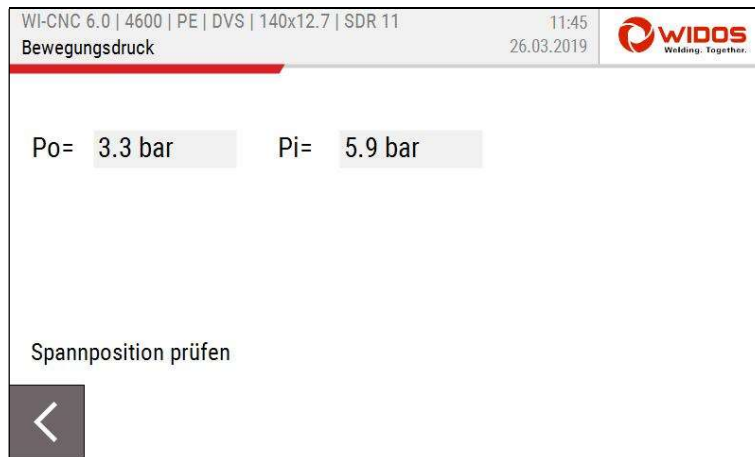 WI-CNC 6.0 | 4600 | PE | DVS | 140x12.7 | SDR 11
11:45
Bewegungsdruck
26.03.2019
WIDOS
Welding. Together.
Po= 3.3 bar Pi= 5.9 bar
Spannposition prüfen